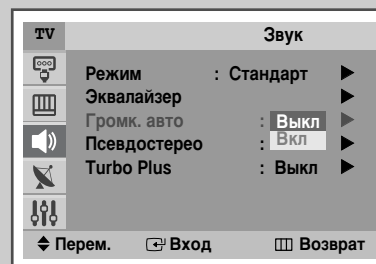 TV Звук
Режим : Стандарт
Эквалайзер
Громк. авто : Выкл
Псевдостерео : Вкл
Turbo Plus : Выкл
Перем. Вход Возврат